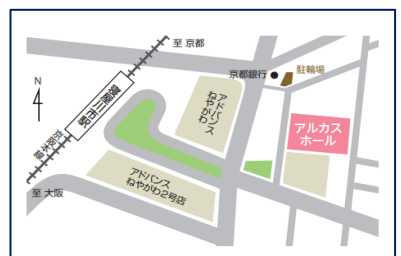 至 京都
京都銀行
駐輪場
N
寝屋川市駅
アドバンス
ねやがわ
アルカス
ホール
京阪本線
アドバンス
ねやがわ2号店
至 大阪